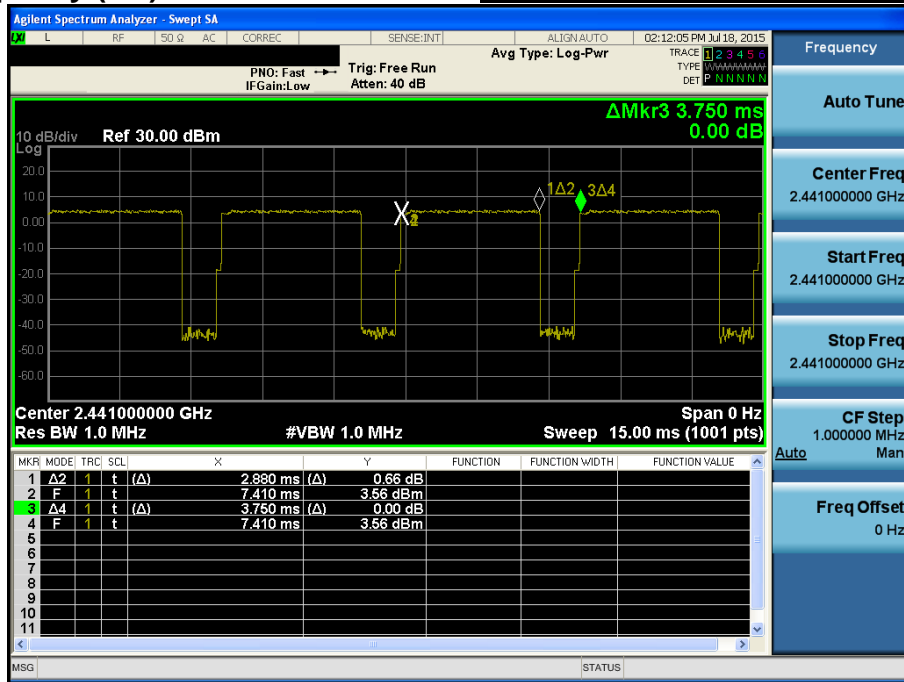 Agilent Spectrum Analyzer - Swept SA
LXI L RF 50 Ω AC CORREC SENSE:INT ALIGN AUTO 02:12:05 PM Jul 18, 2015
Avg Type: Log-Pwr TRACE 1 2 3 4 5 6
PNO: Fast Trig: Free Run TYPE WWWWWW
IFGain:Low Atten: 40 dB DET P N N N N N
ΔMkr3 3.750 ms
0.00 dB
10 dB/div Ref 30.00 dBm
Log
20.0
10.0
0.00
-10.0
-20.0
-30.0
-40.0
-50.0
-60.0
1Δ2 3Δ4
X
Center 2.441000000 GHz Span 0 Hz
Res BW 1.0 MHz #VBW 1.0 MHz Sweep 15.00 ms (1001 pts)
MKR MODE TRC SCL X Y FUNCTION FUNCTION WIDTH FUNCTION VALUE
1 Δ2 1 t (Δ) 2.880 ms (Δ) 0.66 dB
2 F 1 t 7.410 ms 3.56 dBm
3 Δ4 1 t (Δ) 3.750 ms (Δ) 0.00 dB
4 F 1 t 7.410 ms 3.56 dBm
5
6
7
8
9
10
11
MSG STATUS
Frequency
Auto Tune
Center Freq
2.441000000 GHz
Start Freq
2.441000000 GHz
Stop Freq
2.441000000 GHz
CF Step
1.000000 MHz
Auto Man
Freq Offset
0 Hz